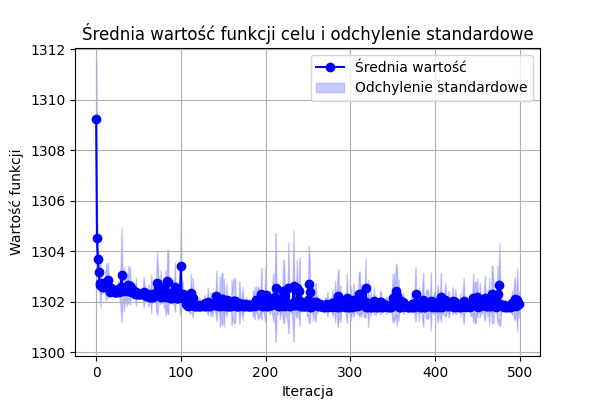 Średnia wartość funkcji celu i odchylenie standardowe
1312
1310
1308
1306
1304
1302
1300
Wartość funkcji
Średnia wartość
Odchylenie standardowe
0
100
200
300
400
500
Iteracja